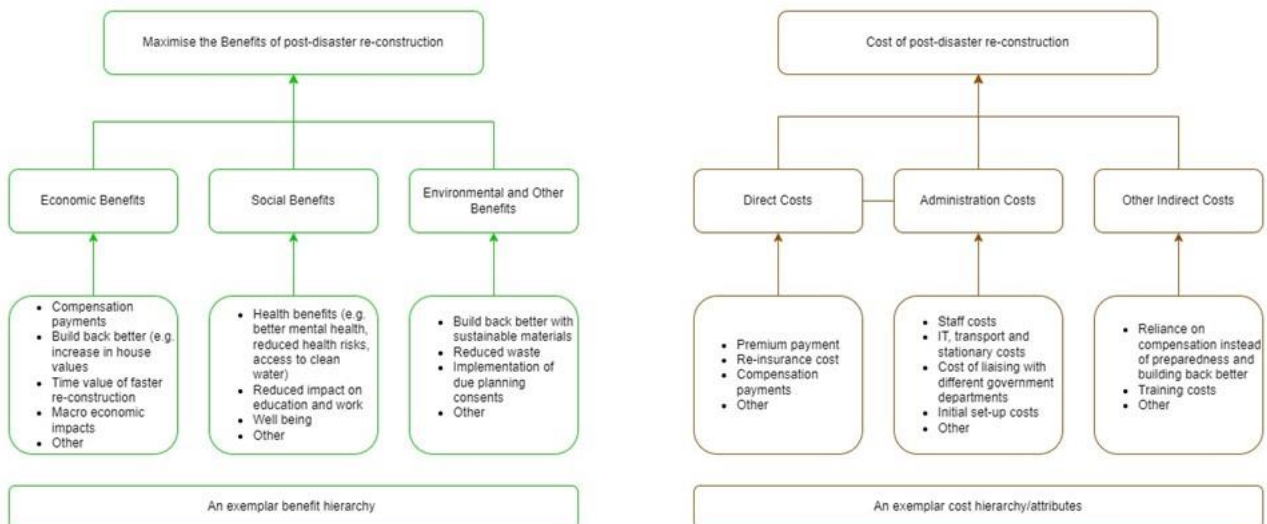 Maximise the Benefits of post-disaster re-construction
Economic Benefits
Social Benefits
Environmental and Other
Benefits
• Compensation
payments
• Build back better (e.g.
increase in house
values
• Time value of faster
re-construction
• Macro economic
impacts
• Other
• Health benefits (e.g.
better mental health,
reduced health risks,
access to clean
water)
• Reduced impact on
education and work
• Well being
• Other
• Build back better with
sustainable materials
• Reduced waste
• Implementation of
due planning
consents
• Other
An exemplar benefit hierarchy
Cost of post-disaster re-construction
Direct Costs
Administration Costs
Other Indirect Costs
• Premium payment
• Re-insurance cost
• Compensation
payments
• Other
• Staff costs
• IT, transport and
stationary costs
• Cost of liaising with
different government
departments
• Initial set-up costs
• Other
• Reliance on
compensation instead
of preparedness and
building back better
• Training costs
• Other
An exemplar cost hierarchy/attributes